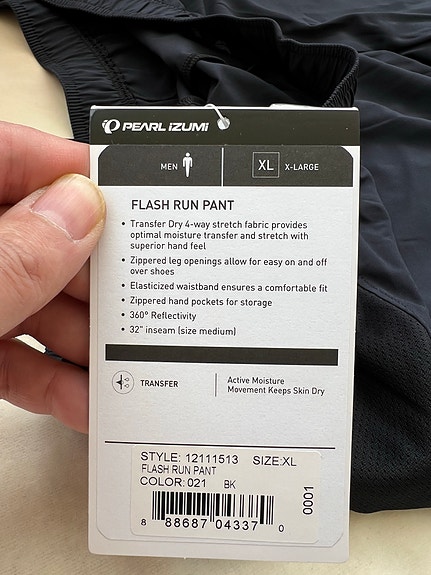 PEARL iZUMi
MEN XL X-LARGE
FLASH RUN PANT
• Transfer Dry 4-way stretch fabric provides
optimal moisture transfer and stretch with
superior hand feel
• Zippered leg openings allow for easy on and off
over shoes
• Elasticized waistband ensures a comfortable fit
• Zippered hand pockets for storage
• 360° Reflectivity
• 32" inseam (size medium)
TRANSFER
Active Moisture
Movement Keeps Skin Dry
STYLE: 12111513 SIZE:XL
FLASH RUN PANT
COLOR: 021 BK
0001
8 88687 04337 0